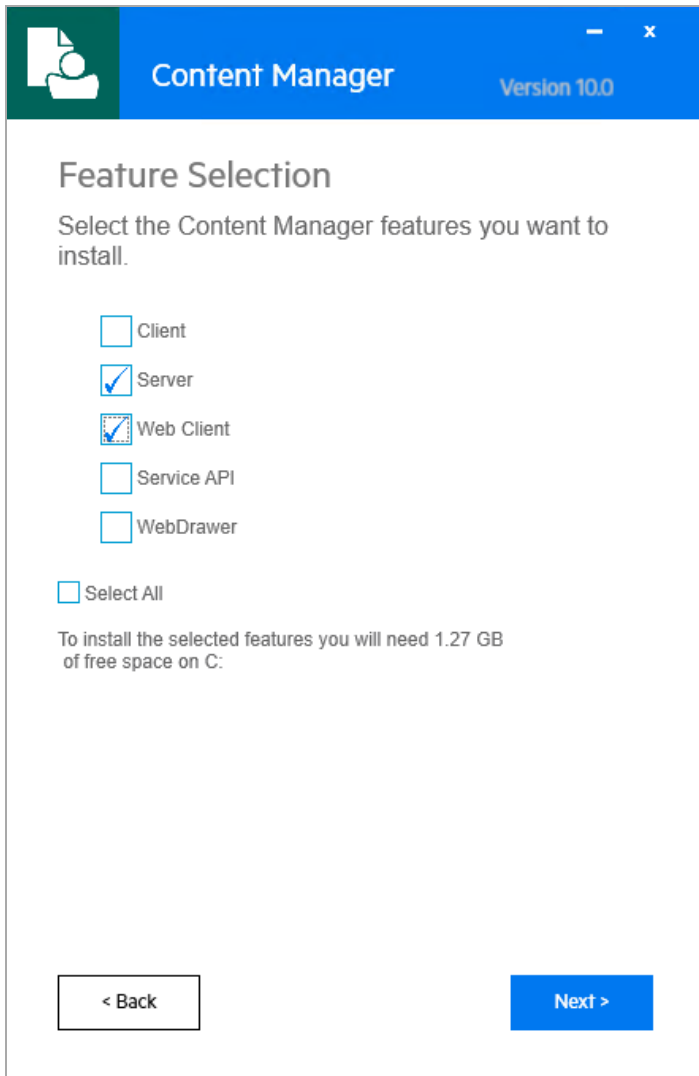 Content Manager
Version 10.0
Feature Selection
Select the Content Manager features you want to
install.
Client
Server
Web Client
Service API
WebDrawer
Select All
To install the selected features you will need 1.27 GB
of free space on C:
< Back
Next >